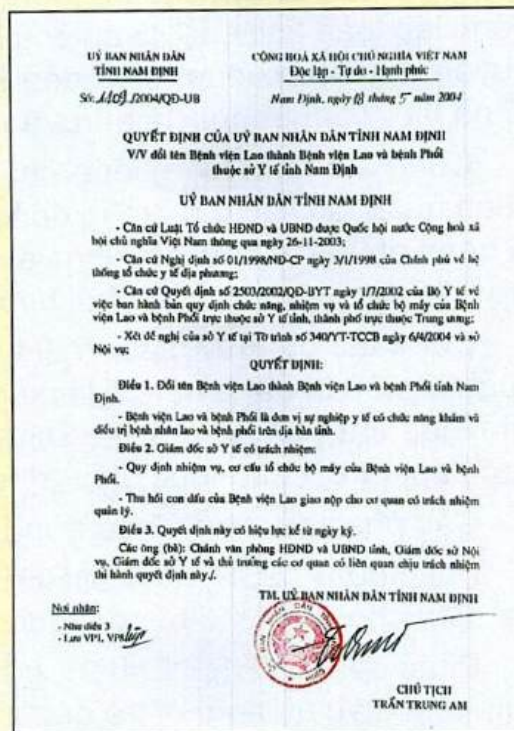 UỶ BAN NHÂN DÂN
TỈNH NAM ĐỊNH
CỘNG HOÀ XÃ HỘI CHỦ NGHĨA VIỆT NAM
Độc lập - Tự do - Hạnh phúc
Số: 1109/2004/QĐ-UB
Nam Định, ngày 18 tháng 5 năm 2004
QUYẾT ĐỊNH CỦA UỶ BAN NHÂN DÂN TỈNH NAM ĐỊNH
V/V đổi tên Bệnh viện Lao thành Bệnh viện Lao và bệnh Phổi
thuộc sở Y tế tỉnh Nam Định
UỶ BAN NHÂN DÂN TỈNH NAM ĐỊNH
- Căn cứ Luật Tổ chức HĐND và UBND được Quốc hội nước Cộng hoà xã
hội chủ nghĩa Việt Nam thông qua ngày 26-11-2003;
- Căn cứ Nghị định số 01/1998/NĐ-CP ngày 3/1/1998 của Chính phủ về hệ
thống tổ chức y tế địa phương;
- Căn cứ Quyết định số 2503/2002/QĐ-BYT ngày 1/7/2002 của Bộ Y tế về
việc ban hành bản quy định chức năng, nhiệm vụ và tổ chức bộ máy của Bệnh
viện Lao và bệnh Phổi trực thuộc sở Y tế tỉnh, thành phố trực thuộc Trung ương;
- Xét đề nghị của sở Y tế tại Tờ trình số 340/YT-TCCB ngày 6/4/2004 và sở
Nội vụ;
QUYẾT ĐỊNH:
Điều 1. Đổi tên Bệnh viện Lao thành Bệnh viện Lao và bệnh Phổi tỉnh Nam
Định.
- Bệnh viện Lao và bệnh Phổi là đơn vị sự nghiệp y tế có chức năng khám và
điều trị bệnh nhân lao và bệnh phổi trên địa bàn tỉnh.
Điều 2. Giám đốc sở Y tế có trách nhiệm:
- Quy định nhiệm vụ, cơ cấu tổ chức bộ máy của Bệnh viện Lao và bệnh
Phổi.
- Thu hồi con dấu của Bệnh viện Lao giao nộp cho cơ quan có trách nhiệm
quản lý.
Điều 3. Quyết định này có hiệu lực kể từ ngày ký.
Các ông (bà): Chánh văn phòng HĐND và UBND tỉnh, Giám đốc sở Nội
vụ, Giám đốc sở Y tế và thủ trưởng các cơ quan có liên quan chịu trách nhiệm
thi hành quyết định này./.
TM. UỶ BAN NHÂN DÂN TỈNH NAM ĐỊNH
Nơi nhận:
- Như điều 3
- Lưu VP1,
CHỦ TỊCH
TRẦN TRUNG AM